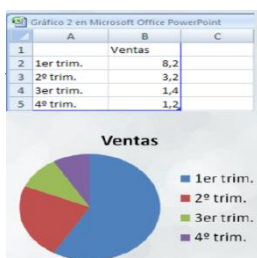 Gráfico 2 en Microsoft Office PowerPoint
A B C
1 Ventas
2 1er trim. 8,2
3 2º trim. 3,2
4 3er trim. 1,4
5 4º trim. 1,2
Ventas
1er trim.
2º trim.
3er trim.
4º trim.